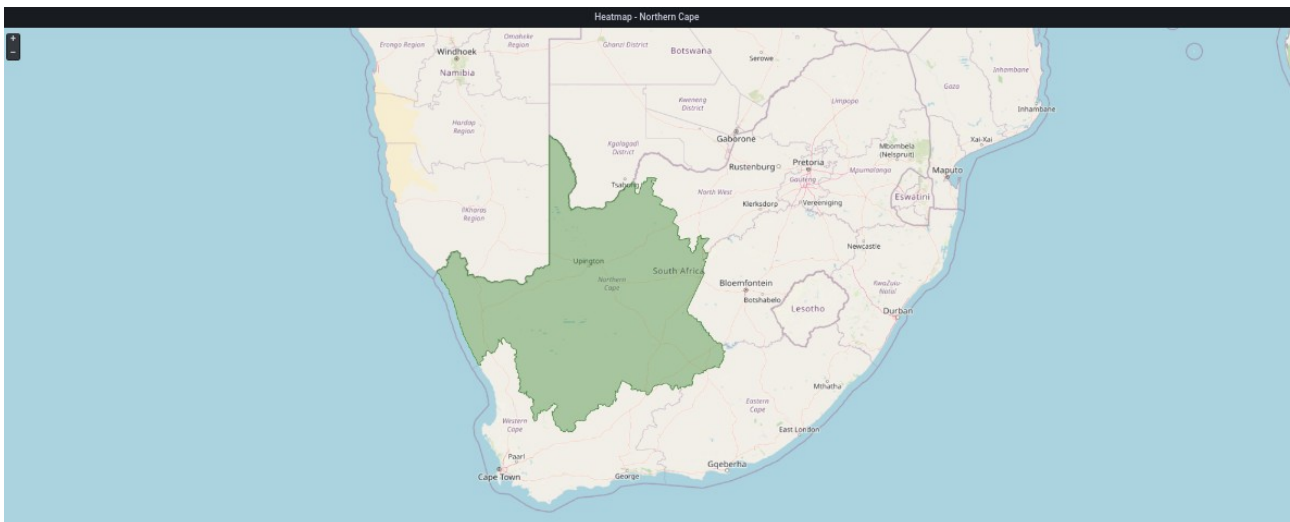 Heatmap - Northern Cape
+
−
Erongo Region
Windhoek
Omaheke
Region
Ghanzi District
Botswana
Serowe
Namibia
Inhambane
Gaza
Limpopo
Kweneng
District
Inhambane
Hardap
Region
Gaborone
Xai-Xai
Kgalagadi
District
Mbombela
(Nelspruit)
Pretoria
Rustenburg
Gauteng
Mpumalanga
Maputo
Tsabong
North West
Eswatini
Klerksdorp
Vereeniging
ǁKharas
Region
Newcastle
Upington
South Africa
Northern
Cape
Bloemfontein
KwaZulu-
Natal
Botshabelo
Lesotho
Durban
Mthatha
Eastern
Cape
Western
Cape
East London
Paarl
Gqeberha
Cape Town
George